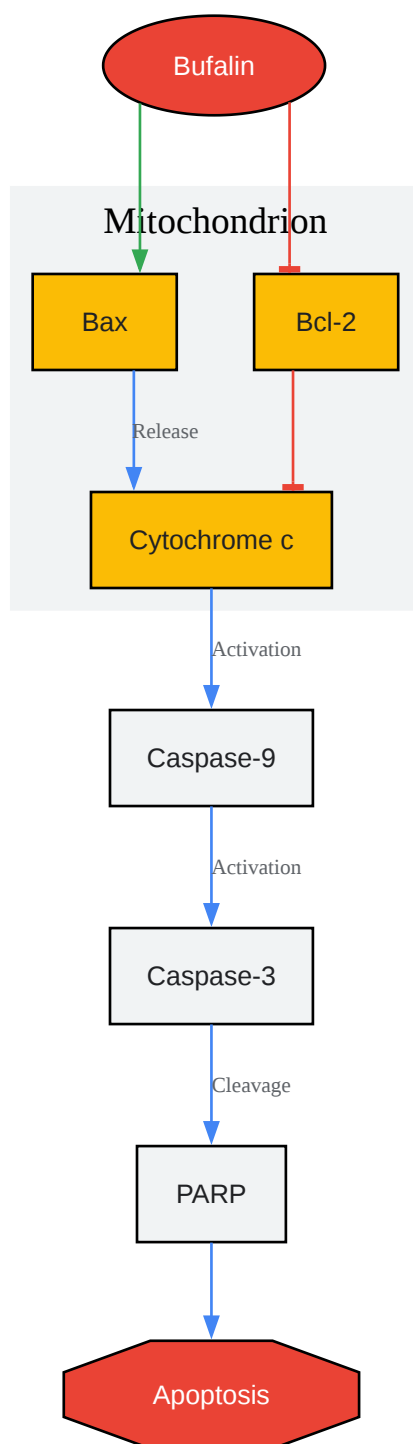 Bufalin
Mitochondrion
Bax
Bcl-2
Release
Cytochrome c
Activation
Caspase-9
Activation
Caspase-3
Cleavage
PARP
Apoptosis